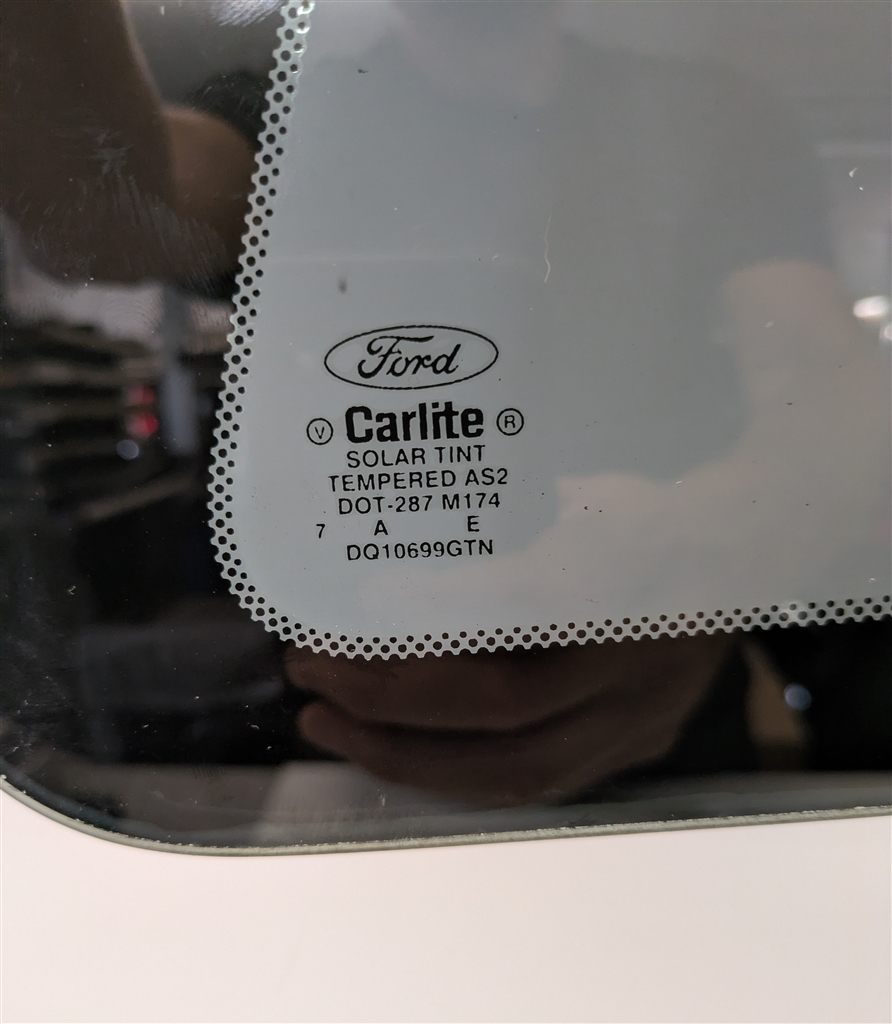 Ford
V Carlite R
SOLAR TINT
TEMPERED AS2
DOT-287 M174
7 A E
DQ10699GTN